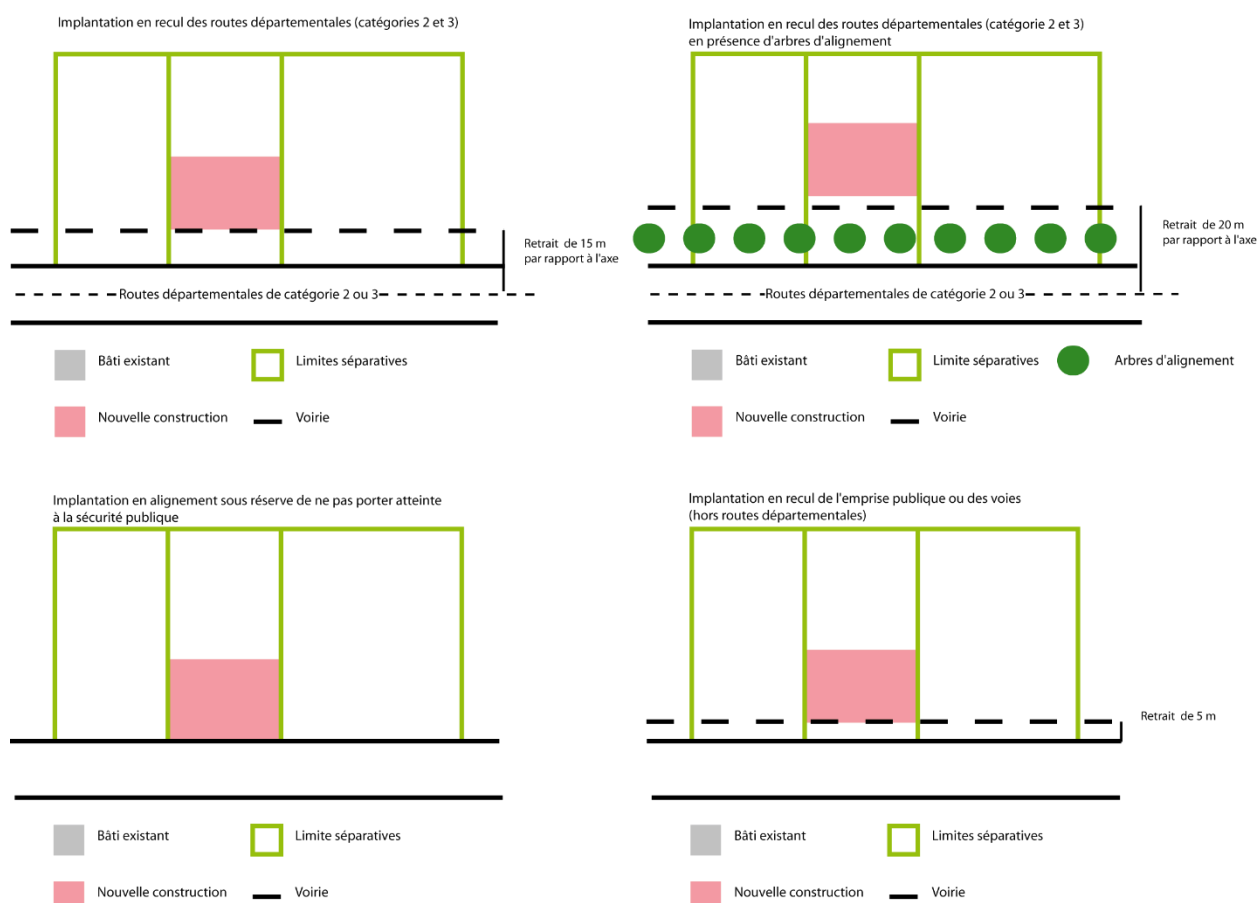 Implantation en recul des routes départementales (catégories 2 et 3)
Retrait de 15 m
par rapport à l'axe
Routes départementales de catégorie 2 ou 3
Bâti existant
Limites séparatives
Nouvelle construction
Voirie
Implantation en recul des routes départementales (catégorie 2 et 3)
en présence d'arbres d'alignement
Retrait de 20 m
par rapport à l'axe
Routes départementales de catégorie 2 ou 3
Bâti existant
Limite séparatives
Arbres d'alignement
Nouvelle construction
Voirie
Implantation en alignement sous réserve de ne pas porter atteinte
à la sécurité publique
Bâti existant
Limite séparatives
Nouvelle construction
Voirie
Implantation en recul de l'emprise publique ou des voies
(hors routes départementales)
Retrait de 5 m
Bâti existant
Limites séparatives
Nouvelle construction
Voirie